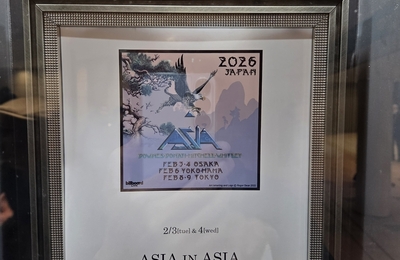 2026
JAPAN
ASIA
FEB 3-4 OSAKA
FEB 6 YOKOHAMA
FEB 8-9 TOKYO
billboard
2/3[tue] & 4[wed]
ASIA IN ASIA